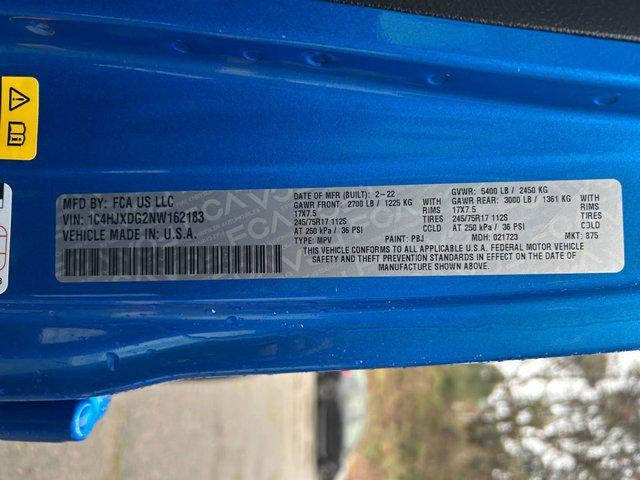 MFD BY: FCA US LLC
VIN: 1C4HJXDG2NW162183
VEHICLE MADE IN: U.S.A.
DATE OF MFR (BUILT): 2-22 GVWR: 5400 LB / 2450 KG
GAWR FRONT: 2700 LB / 1225 KG GAWR REAR: 3000 LB / 1361 KG
17X7.5 RIMS 17X7.5 RIMS
245/75R17 112S TIRES 245/75R17 112S TIRES
AT 250 kPa / 36 PSI COLD AT 250 kPa / 36 PSI COLD
TYPE: MPV PAINT: PBJ MDH: 021723 MKT: 875
THIS VEHICLE CONFORMS TO ALL APPLICABLE U.S.A. FEDERAL MOTOR VEHICLE
SAFETY AND THEFT PREVENTION STANDARDS IN EFFECT ON THE DATE OF
MANUFACTURE SHOWN ABOVE.